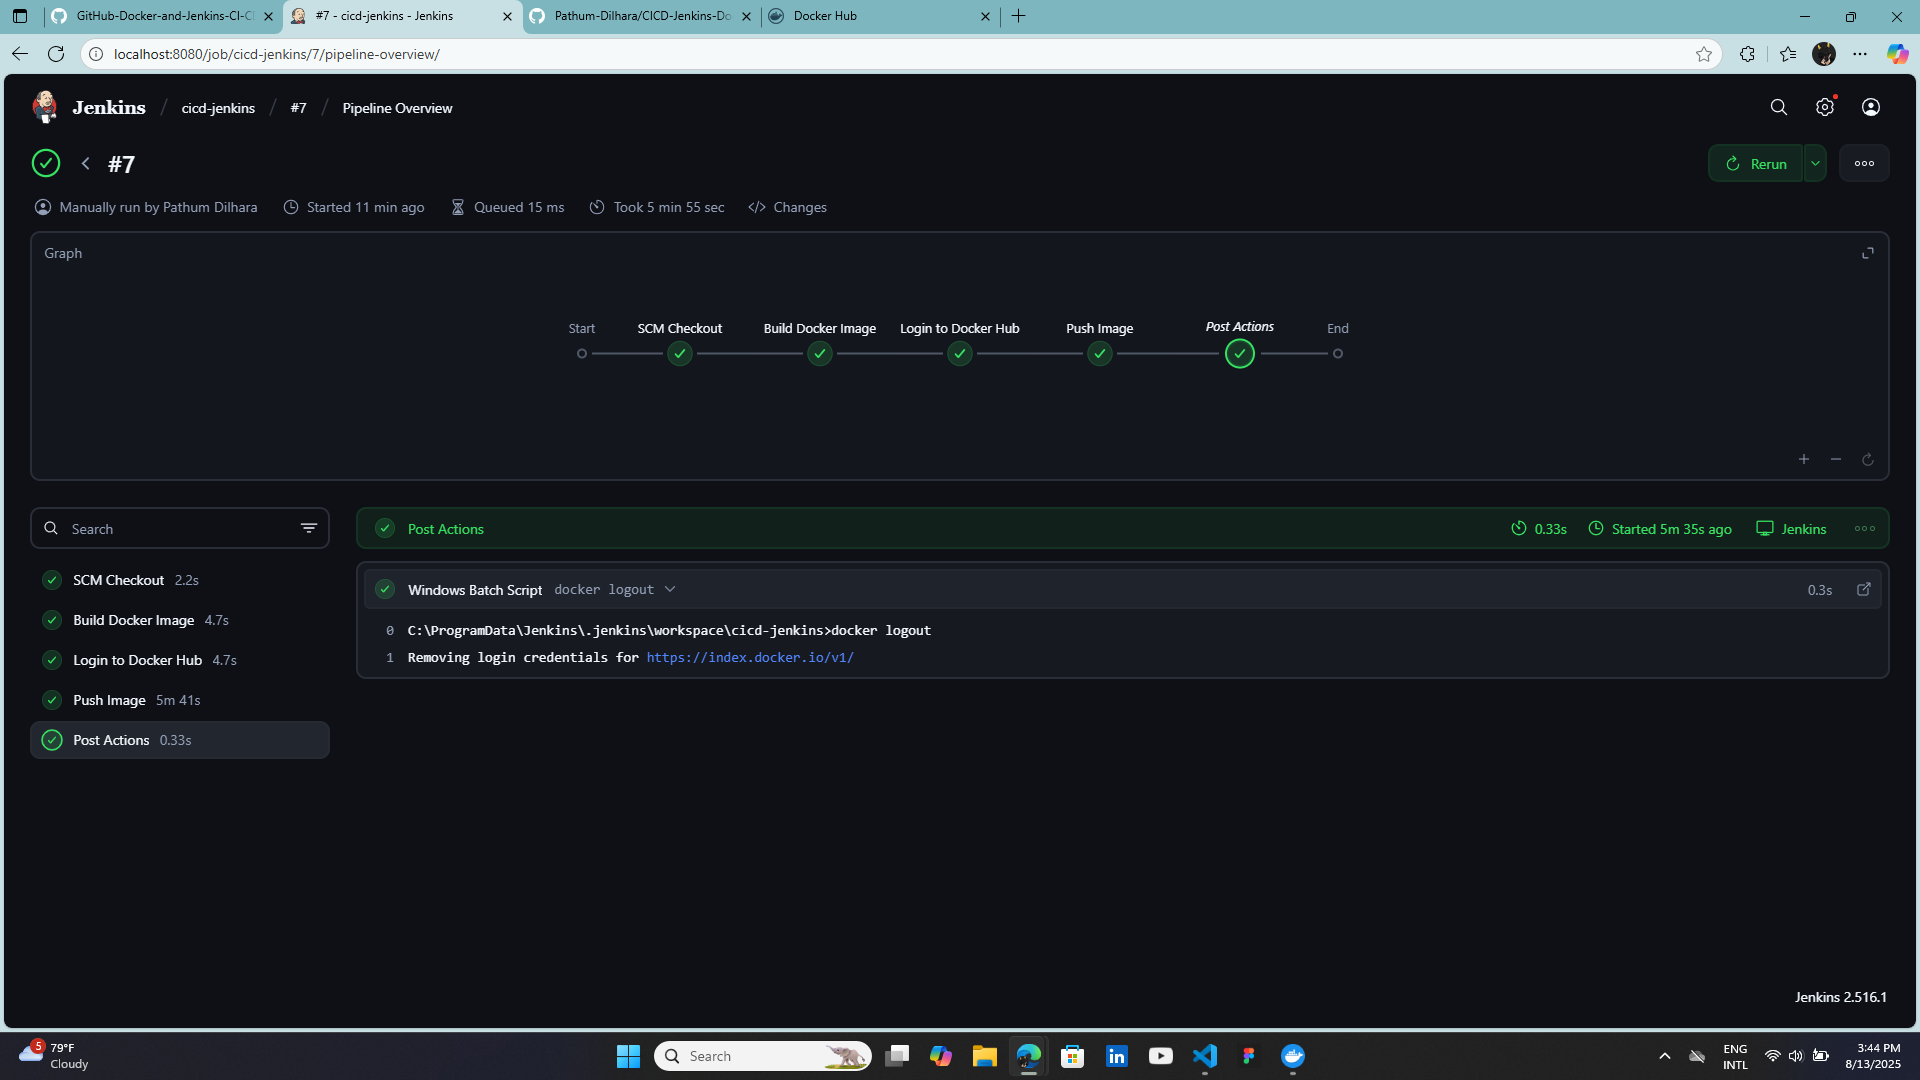 GitHub-Docker-and-Jenkins-CI-C
#7 - cicd-jenkins - Jenkins
Pathum-Dilhara/CICD-Jenkins-Do
Docker Hub
localhost:8080/job/cicd-jenkins/7/pipeline-overview/
Jenkins / cicd-jenkins / #7 / Pipeline Overview
#7
Rerun
Manually run by Pathum Dilhara
Started 11 min ago
Queued 15 ms
Took 5 min 55 sec
Changes
Graph
Start
SCM Checkout
Build Docker Image
Login to Docker Hub
Push Image
Post Actions
End
Search
Post Actions
0.33s
Started 5m 35s ago
Jenkins
SCM Checkout 2.2s
Build Docker Image 4.7s
Login to Docker Hub 4.7s
Push Image 5m 41s
Post Actions 0.33s
Windows Batch Script docker logout
0.3s
0 C:\ProgramData\Jenkins\.jenkins\workspace\cicd-jenkins>docker logout
1 Removing login credentials for https://index.docker.io/v1/
Jenkins 2.516.1
5
79°F
Cloudy
Search
ENG
INTL
3:44 PM
8/13/2025